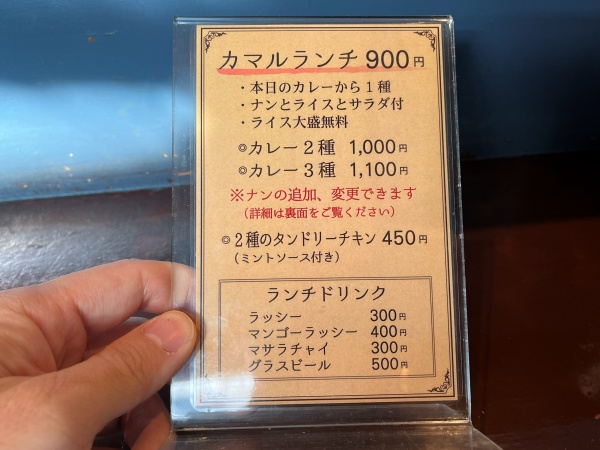 カマルランチ 900円
・本日のカレーから1種
・ナンとライスとサラダ付
・ライス大盛無料
◎カレー2種 1,000円
◎カレー3種 1,100円
※ナンの追加、変更できます
(詳細は裏面をご覧ください)
◎2種のタンドリーチキン 450円
(ミントソース付き)
ランチドリンク
ラッシー 300円
マンゴーラッシー 400円
マサラチャイ 300円
グラスビール 500円